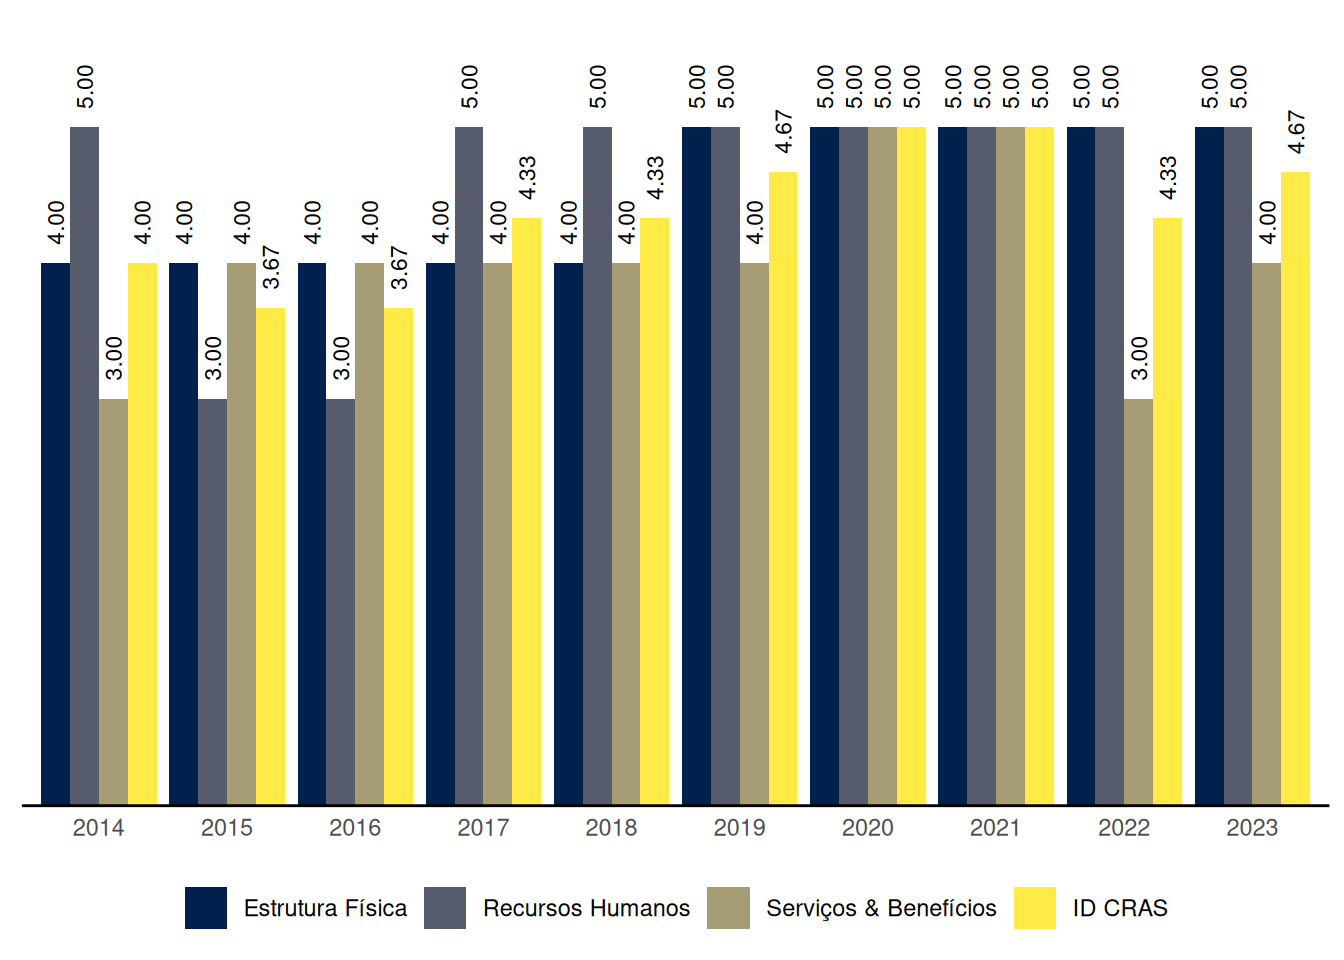 5.00 5.00 5.00 5.00 5.00 5.00 5.00 5.00 5.00 5.00 5.00 5.00 5.00 5.00 5.00 5.00 5.00
4.67 4.67
4.33 4.33 4.33
4.00 4.00 4.00 4.00 4.00 4.00 4.00 4.00 4.00 4.00 4.00 4.00
3.67 3.67
3.00 3.00 3.00 3.00
2014 2015 2016 2017 2018 2019 2020 2021 2022 2023
Estrutura Física Recursos Humanos Serviços & Benefícios ID CRAS